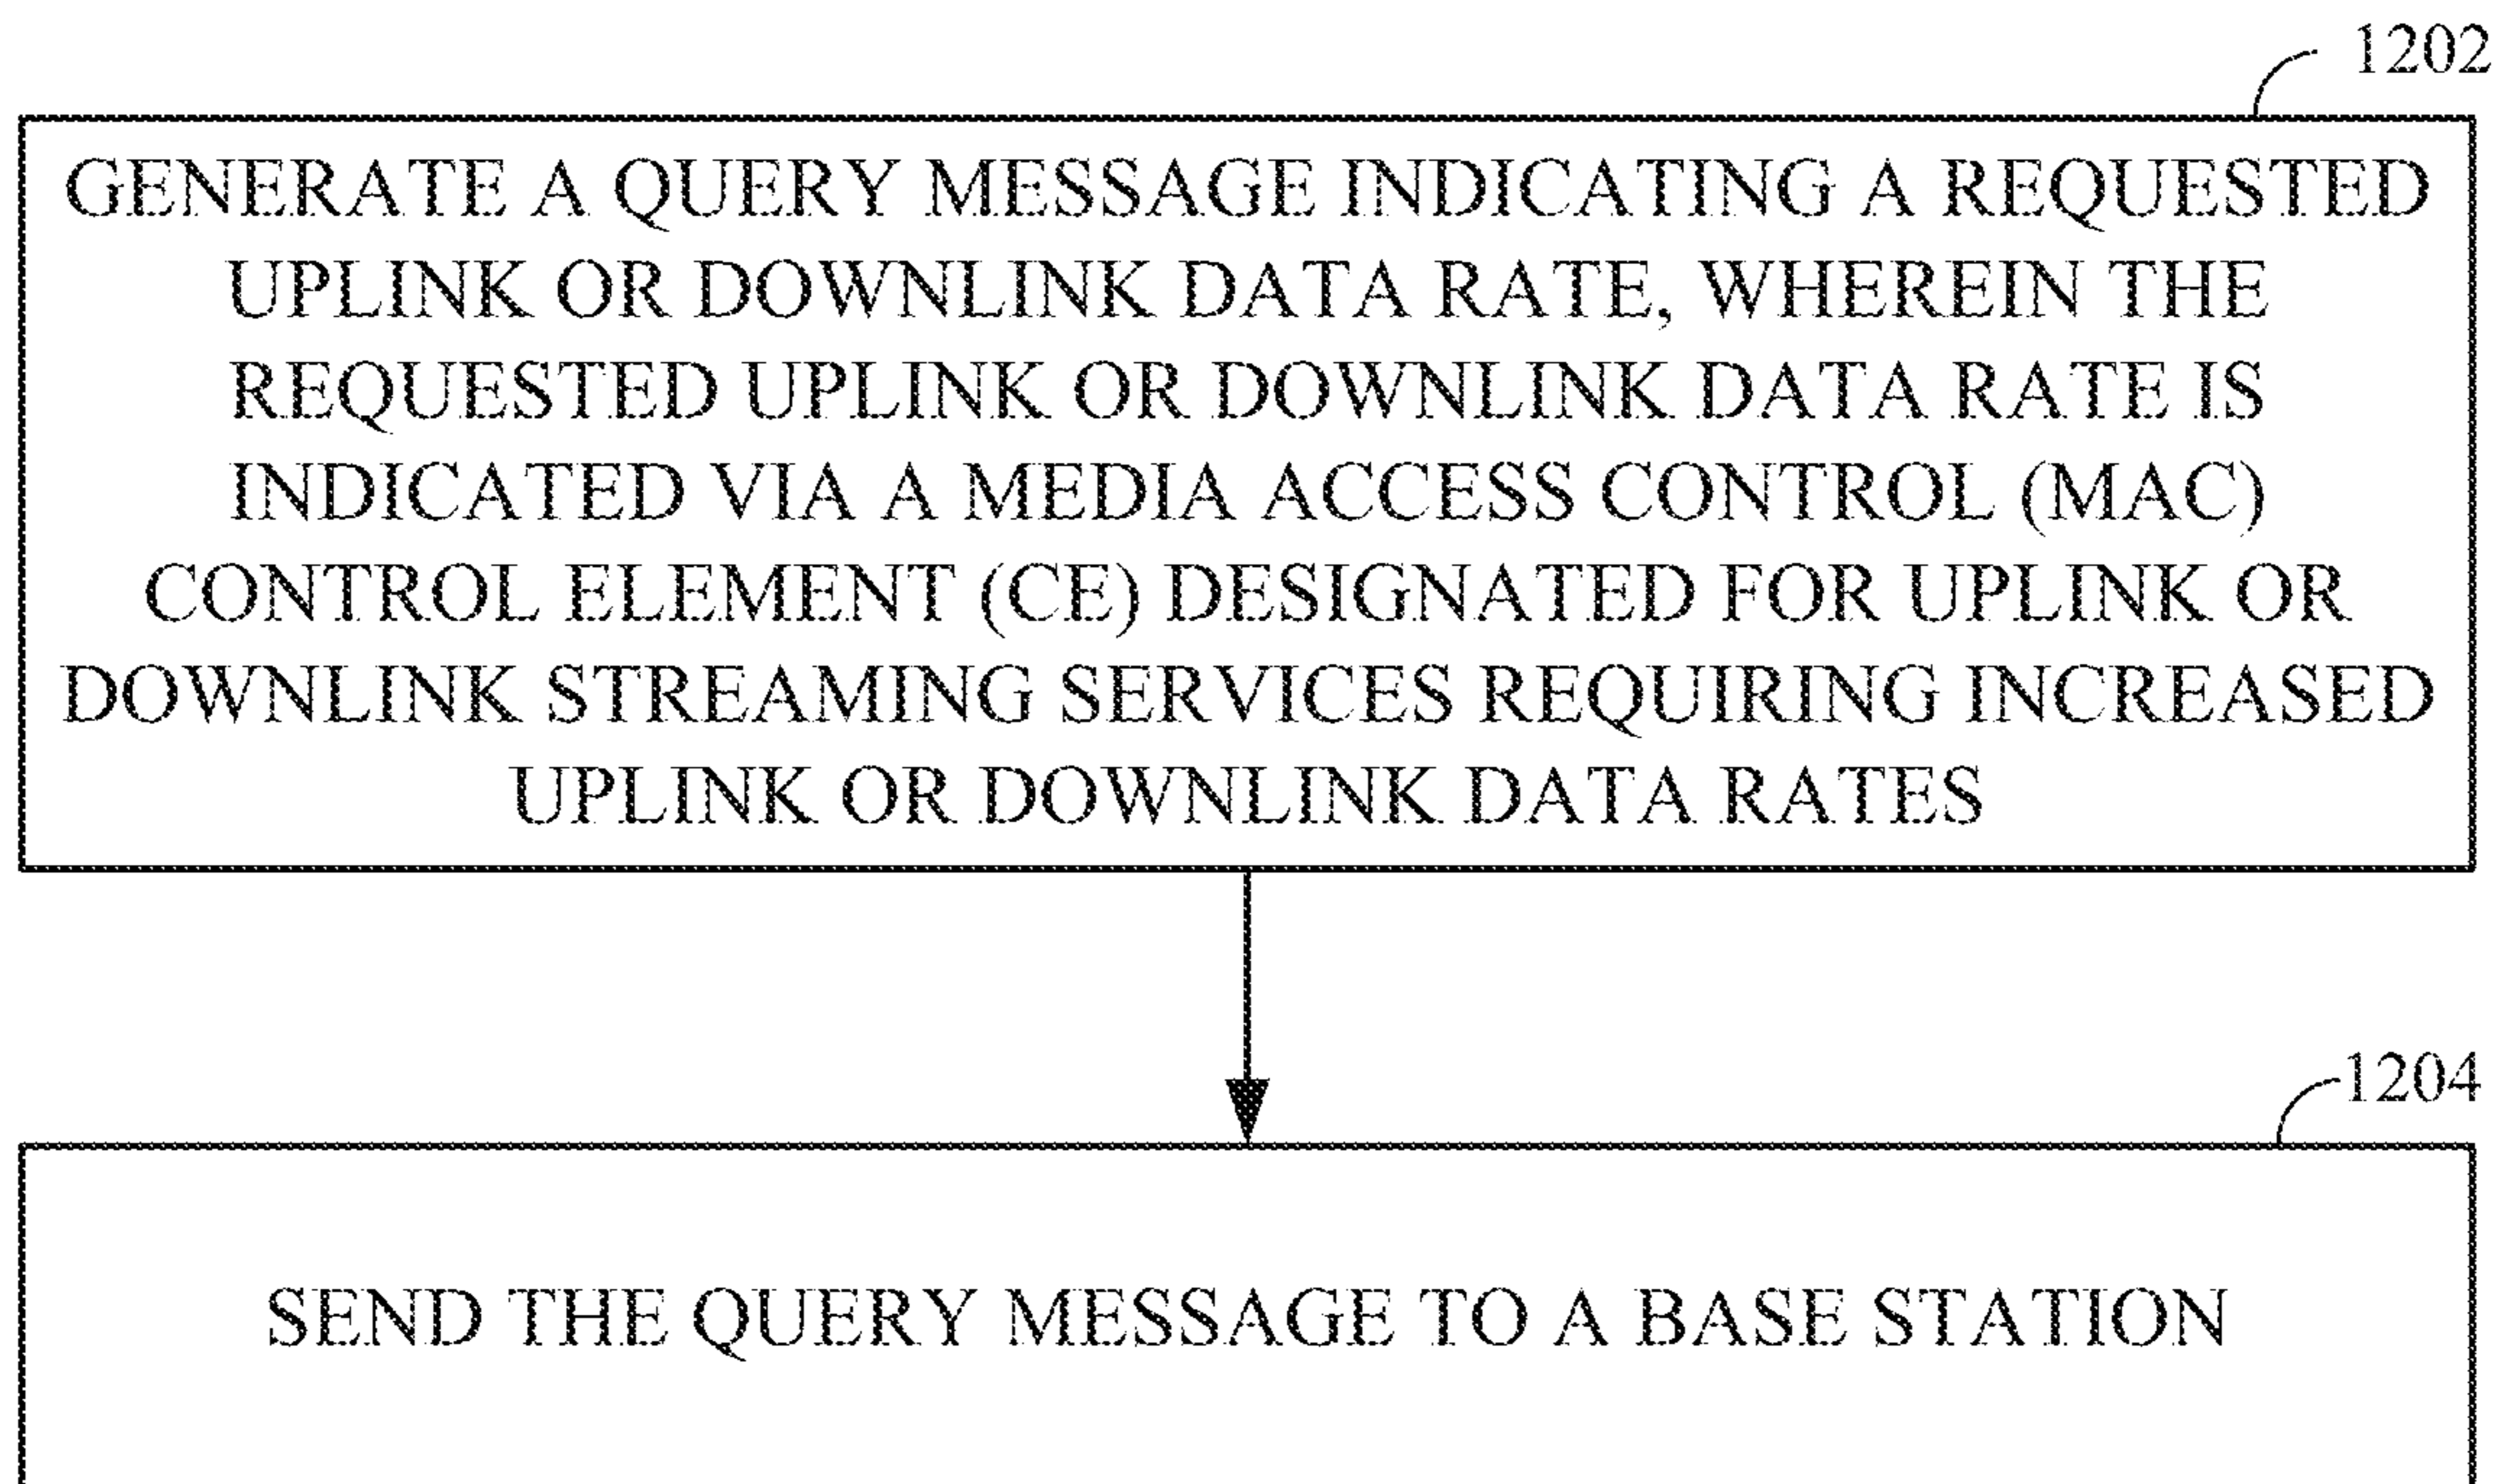 1202
GENERATE A QUERY MESSAGE INDICATING A REQUESTED
UPLINK OR DOWNLINK DATA RATE, WHEREIN THE
REQUESTED UPLINK OR DOWNLINK DATA RATE IS
INDICATED VIA A MEDIA ACCESS CONTROL (MAC)
CONTROL ELEMENT (CE) DESIGNATED FOR UPLINK OR
DOWNLINK STREAMING SERVICES REQUIRING INCREASED
UPLINK OR DOWNLINK DATA RATES
1204
SEND THE QUERY MESSAGE TO A BASE STATION